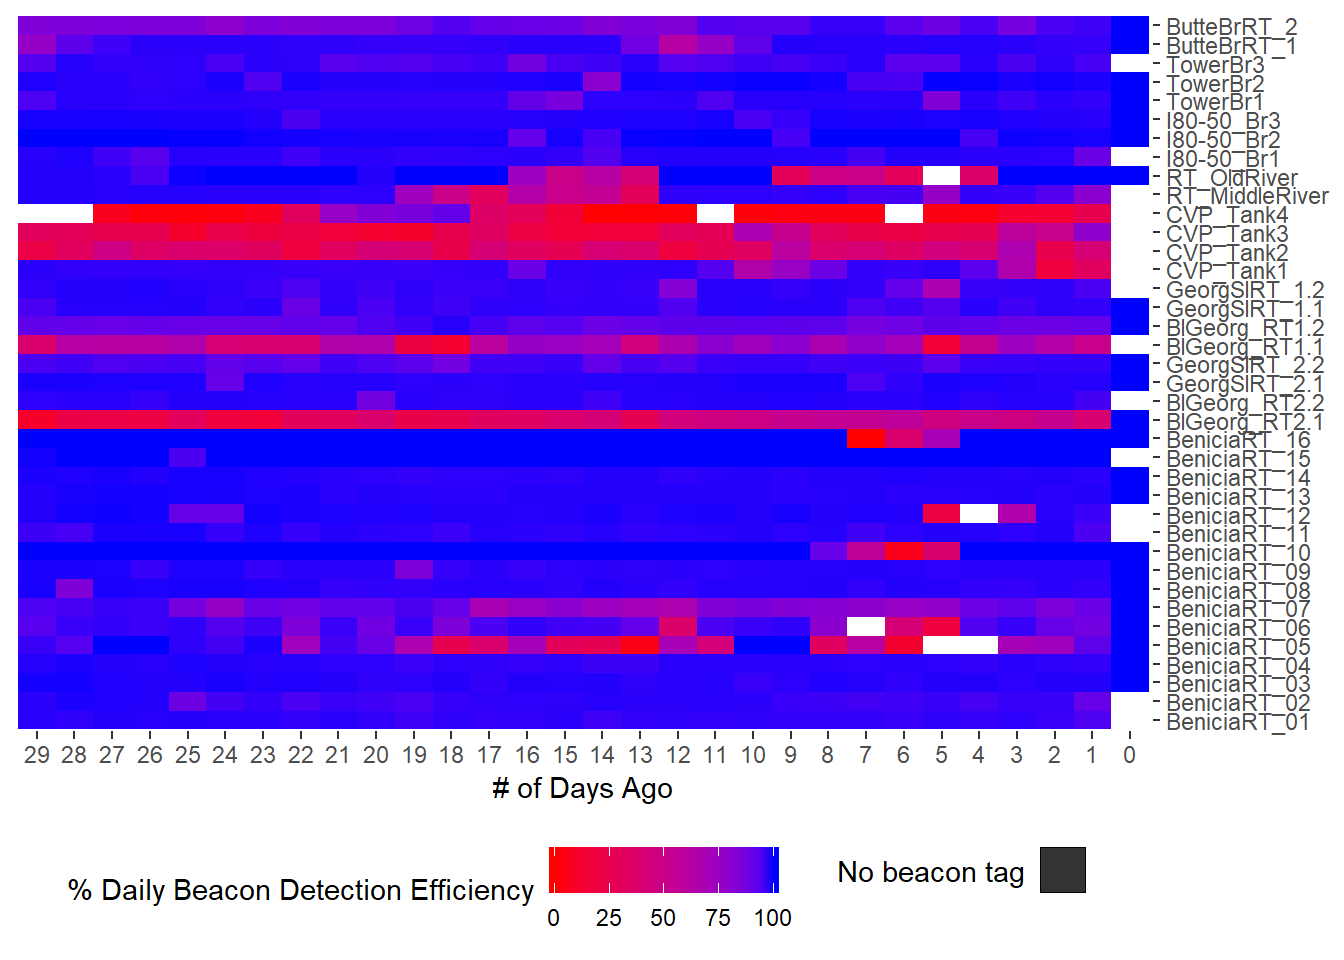 ButteBrRT_2
ButteBrRT_1
TowerBr3
TowerBr2
TowerBr1
I80-50_Br3
I80-50_Br2
I80-50_Br1
RT_OldRiver
RT_MiddleRiver
CVP_Tank4
CVP_Tank3
CVP_Tank2
CVP_Tank1
GeorgSlRT_1.2
GeorgSlRT_1.1
BlGeorg_RT1.2
BlGeorg_RT1.1
GeorgSlRT_2.2
GeorgSlRT_2.1
BlGeorg_RT2.2
BlGeorg_RT2.1
BeniciaRT_16
BeniciaRT_15
BeniciaRT_14
BeniciaRT_13
BeniciaRT_12
BeniciaRT_11
BeniciaRT_10
BeniciaRT_09
BeniciaRT_08
BeniciaRT_07
BeniciaRT_06
BeniciaRT_05
BeniciaRT_04
BeniciaRT_03
BeniciaRT_02
BeniciaRT_01
29 28 27 26 25 24 23 22 21 20 19 18 17 16 15 14 13 12 11 10 9 8 7 6 5 4 3 2 1 0
# of Days Ago
% Daily Beacon Detection Efficiency
0 25 50 75 100
No beacon tag